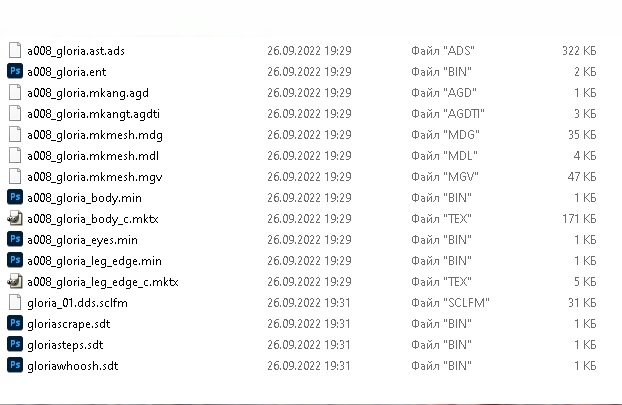 a008_gloria.ast.ads 26.09.2022 19:29 Файл "ADS" 322 КБ
a008_gloria.ent 26.09.2022 19:29 Файл "BIN" 2 КБ
a008_gloria.mkang.agd 26.09.2022 19:29 Файл "AGD" 1 КБ
a008_gloria.mkangt.agdti 26.09.2022 19:29 Файл "AGDTI" 3 КБ
a008_gloria.mkmesh.mdg 26.09.2022 19:29 Файл "MDG" 35 КБ
a008_gloria.mkmesh.mdl 26.09.2022 19:29 Файл "MDL" 4 КБ
a008_gloria.mkmesh.mgv 26.09.2022 19:29 Файл "MGV" 47 КБ
a008_gloria_body.min 26.09.2022 19:29 Файл "BIN" 1 КБ
a008_gloria_body_c.mktx 26.09.2022 19:29 Файл "TEX" 171 КБ
a008_gloria_eyes.min 26.09.2022 19:29 Файл "BIN" 1 КБ
a008_gloria_leg_edge.min 26.09.2022 19:29 Файл "BIN" 1 КБ
a008_gloria_leg_edge_c.mktx 26.09.2022 19:29 Файл "TEX" 5 КБ
gloria_01.dds.sclfm 26.09.2022 19:31 Файл "SCLFM" 31 КБ
gloriascrape.sdt 26.09.2022 19:31 Файл "BIN" 1 КБ
gloriasteps.sdt 26.09.2022 19:31 Файл "BIN" 1 КБ
gloriawhoosh.sdt 26.09.2022 19:31 Файл "BIN" 1 КБ